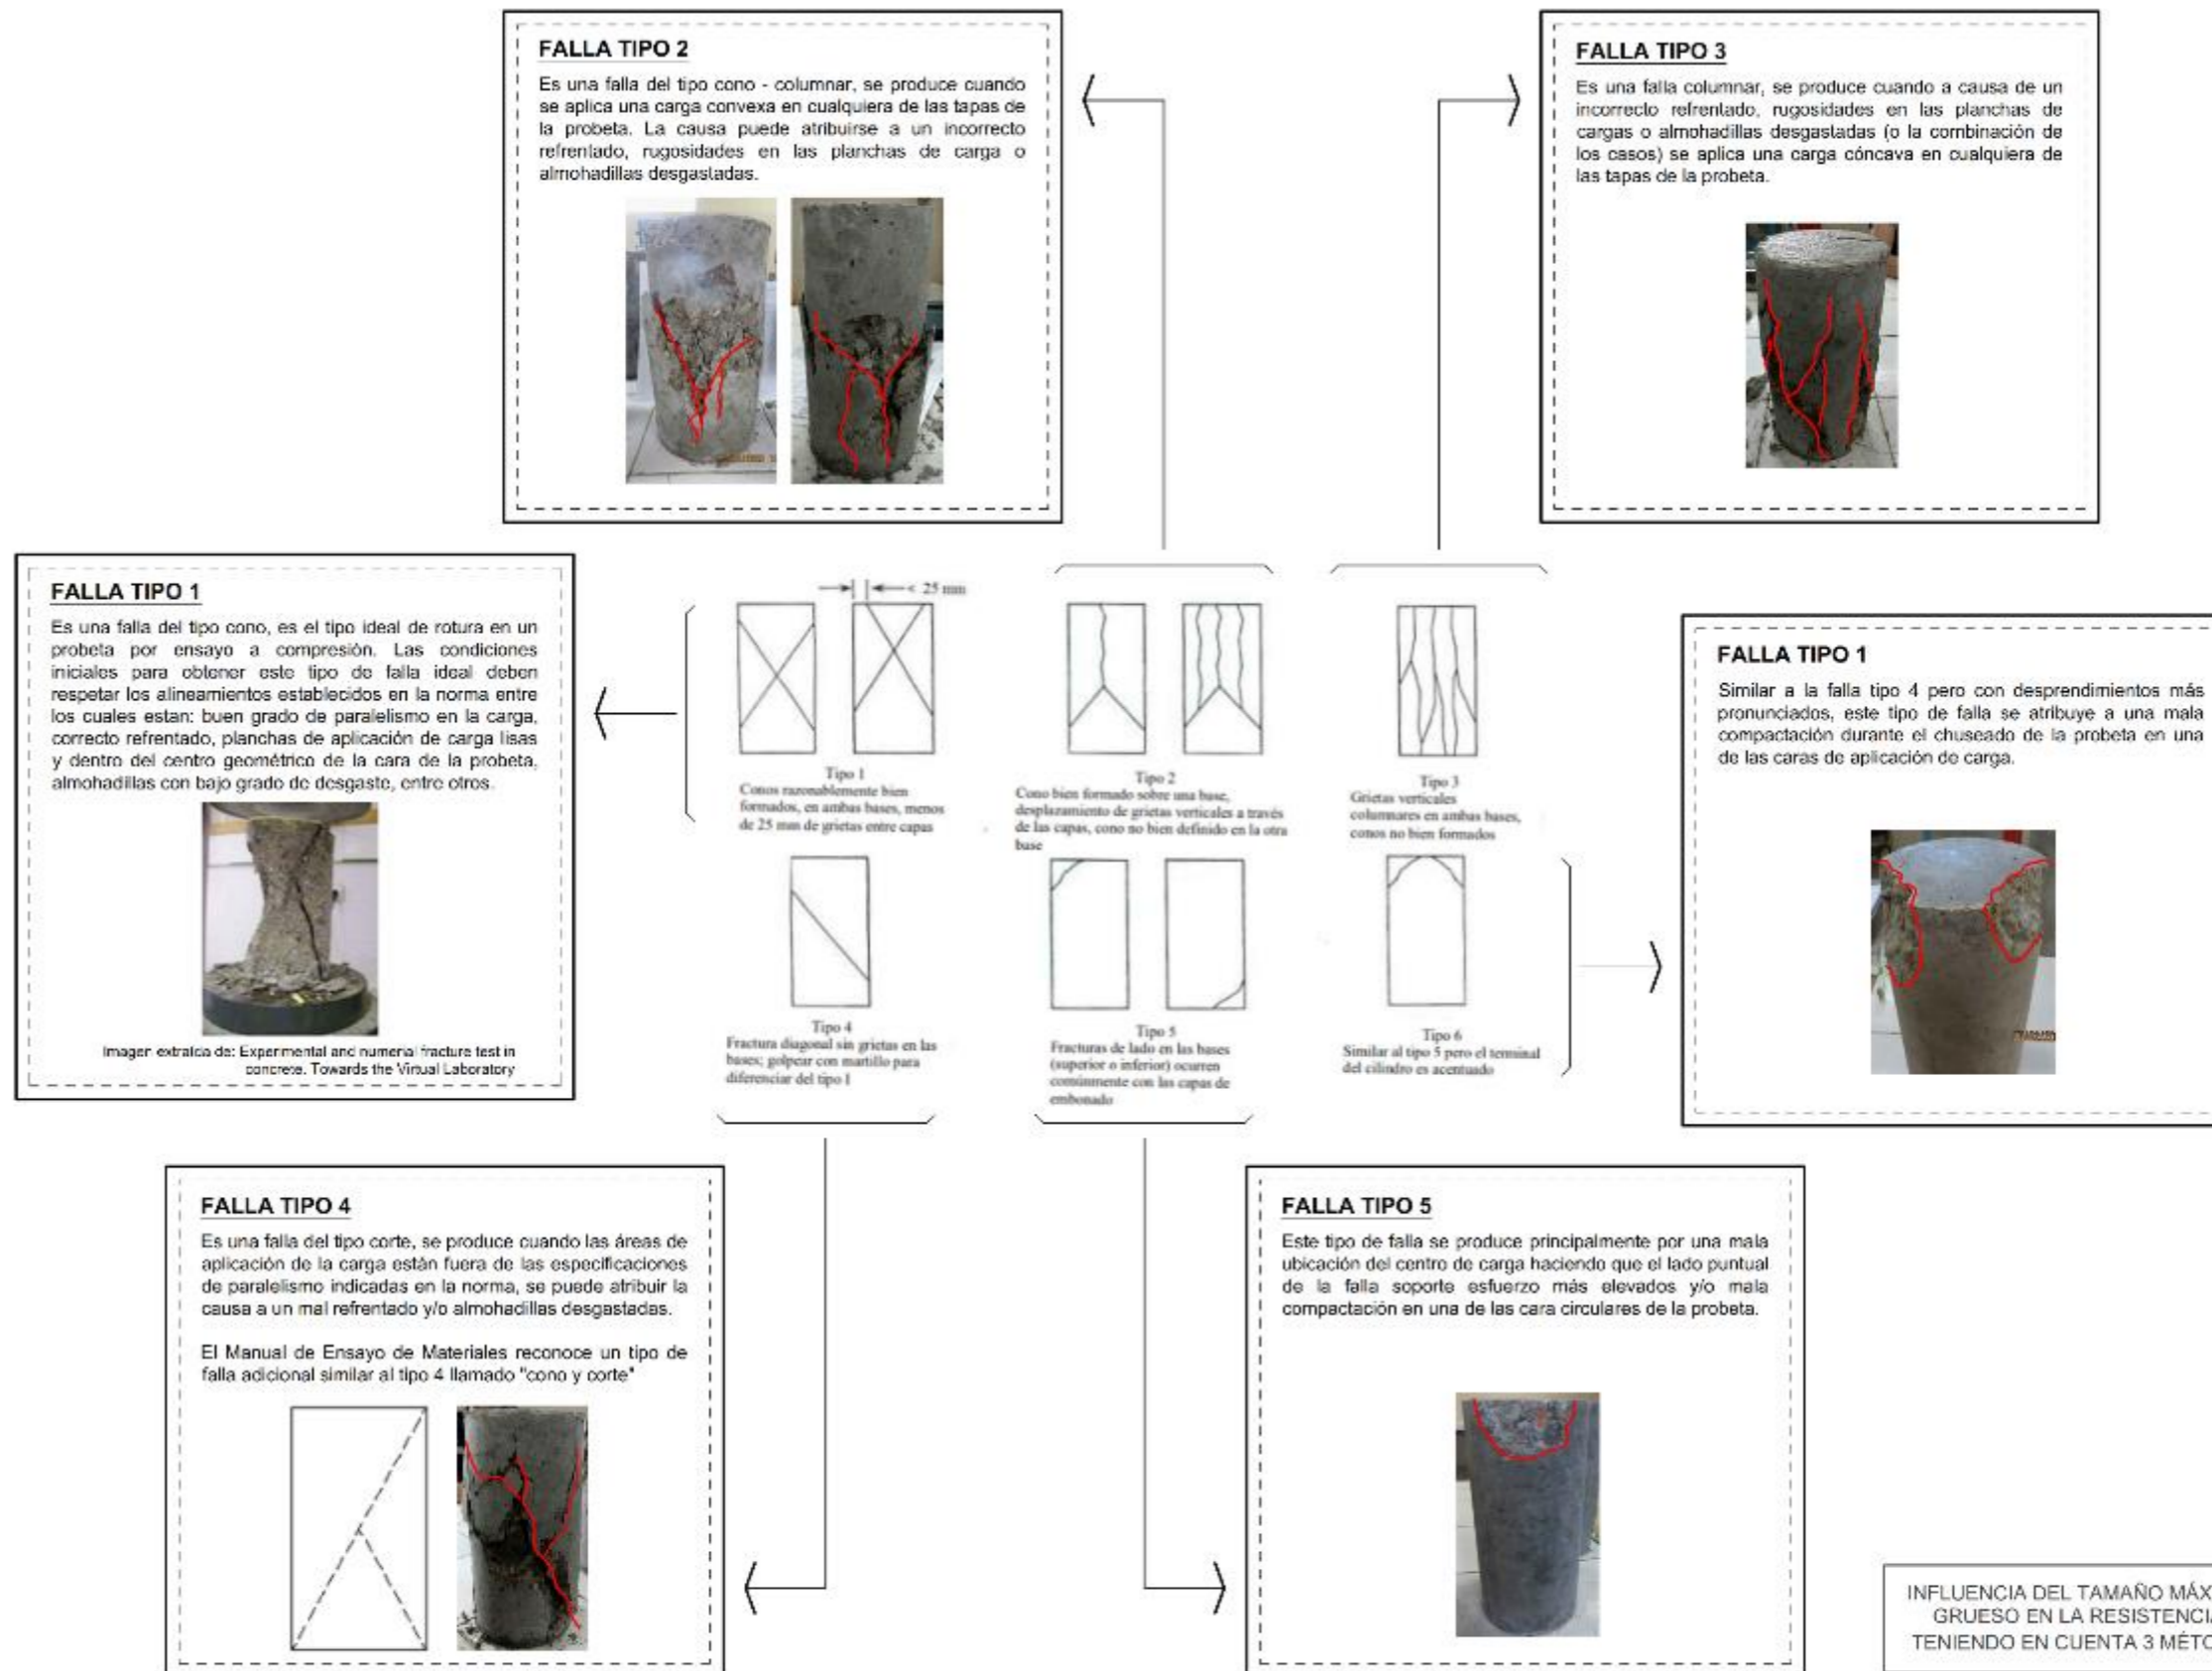 FALLA TIPO 2
Es una falla del tipo cono - columnar, se produce cuando
se aplica una carga convexa en cualquiera de las tapas de
la probeta. La causa puede atribuirse a un incorrecto
refrentado, rugosidades en las planchas de carga o
almohadillas desgastadas.
FALLA TIPO 3
Es una falla columnar, se produce cuando a causa de un
incorrecto refrentado, rugosidades en las planchas de
cargas o almohadillas desgastadas (o la combinación de
los casos) se aplica una carga cóncava en cualquiera de
las tapas de la probeta.
FALLA TIPO 1
Es una falla del tipo cono, es el tipo ideal de rotura en un
probeta por ensayo a compresión. Las condiciones
iniciales para obtener este tipo de falla ideal deben
respetar los alineamientos establecidos en la norma entre
los cuales estan: buen grado de paralelismo en la carga,
correcto refrentado, planchas de aplicación de carga lisas
y dentro del centro geométrico de la cara de la probeta,
almohadillas con bajo grado de desgaste, entre otros.
Imagen extraída de: Experimental and numerial fracture test in
concrete. Towards the Virtual Laboratory
< 25 mm
Tipo 1
Conos razonablemente bien
formados, en ambas bases, menos
de 25 mm de grietas entre capas
Tipo 2
Cono bien formado sobre una base,
desplazamiento de grietas verticales a través
de las capas, cono no bien definido en la otra
base
Tipo 3
Grietas verticales
columnares en ambas bases,
conos no bien formados
Tipo 4
Fractura diagonal sin grietas en las
bases; golpear con martillo para
diferenciar del tipo I
Tipo 5
Fracturas de lado en las bases
(superior o inferior) ocurren
comúnmente con las capas de
embonado
Tipo 6
Similar al tipo 5 pero el terminal
del cilindro es acentuado
FALLA TIPO 1
Similar a la falla tipo 4 pero con desprendimientos más
pronunciados, este tipo de falla se atribuye a una mala
compactación durante el chuseado de la probeta en una
de las caras de aplicación de carga.
FALLA TIPO 4
Es una falla del tipo corte, se produce cuando las áreas de
aplicación de la carga están fuera de las especificaciones
de paralelismo indicadas en la norma, se puede atribuir la
causa a un mal refrentado y/o almohadillas desgastadas.
El Manual de Ensayo de Materiales reconoce un tipo de
falla adicional similar al tipo 4 llamado "cono y corte"
FALLA TIPO 5
Este tipo de falla se produce principalmente por una mala
ubicación del centro de carga haciendo que el lado puntual
de la falla soporte esfuerzo más elevados y/o mala
compactación en una de las cara circulares de la probeta.
INFLUENCIA DEL TAMAÑO MÁX
GRUESO EN LA RESISTENCIA
TENIENDO EN CUENTA 3 MÉTO